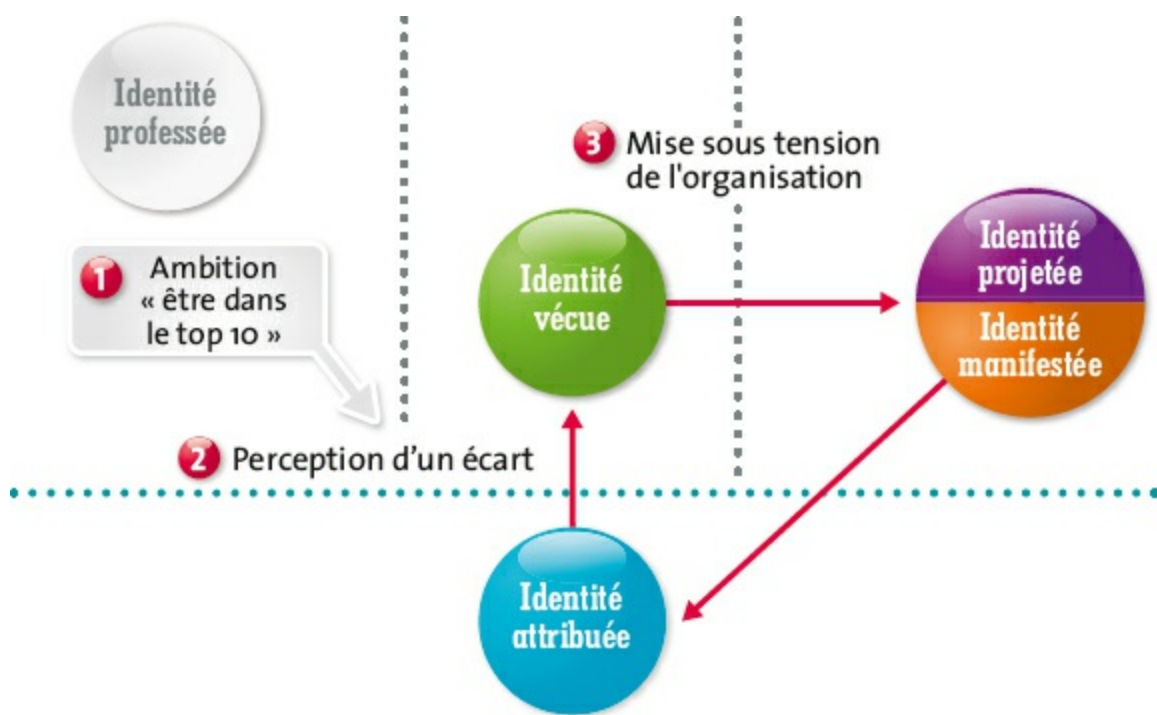 Identité
professée
1 Ambition
« être dans
le top 10 »
2 Perception d’un écart
3 Mise sous tension
de l'organisation
Identité
vécue
Identité
projetée
Identité
manifestée
Identité
attribuée